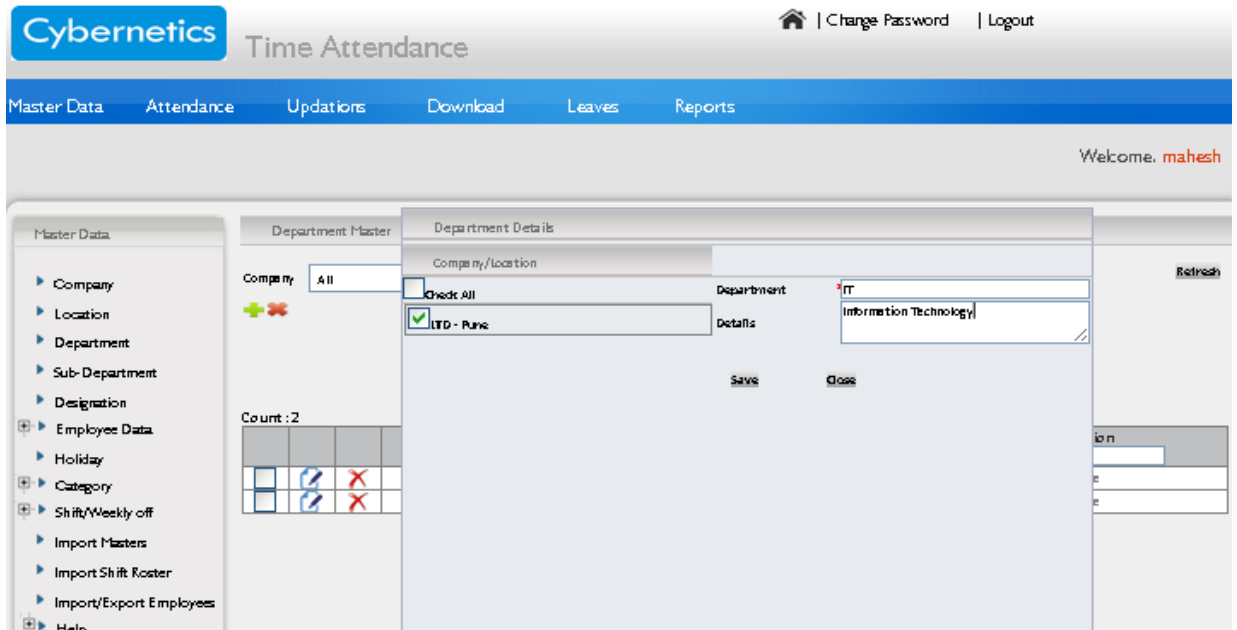 Cybernetics
Time Attendance
| Change Password | Logout
Master Data Attendance Updations Download Leaves Reports
Welcome, mahesh
Master Data
Company
Location
Department
Sub-Department
Designation
Employee Data
Holiday
Category
Shift/Weekly off
Import Masters
Import Shift Roster
Import/Export Employees
Help
Department Master
Company All
Refresh
Count :2
Department Details
Company/Location
Check All
LTD - Pune
Department *IT
Details Information Technology
Save Close